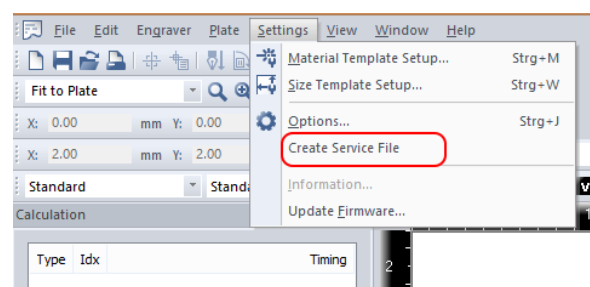 File Edit Engraver Plate Settings View Window Help
Material Template Setup... Strg+M
Fit to Plate
Size Template Setup... Strg+W
X: 0.00 mm Y: 0.00
Options... Strg+J
X: 2.00 mm Y: 2.00
Create Service File
Standard Standa
Information...
Calculation
Update Firmware...
Type Idx Timing
2